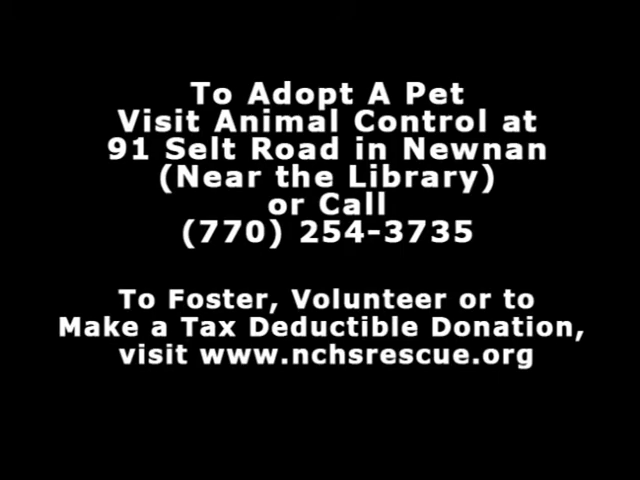 To Adopt A Pet
Visit Animal Control at
91 Selt Road in Newnan
(Near the Library)
or Call
(770) 254-3735
To Foster, Volunteer or to
Make a Tax Deductible Donation,
visit www.nchsrescue.org